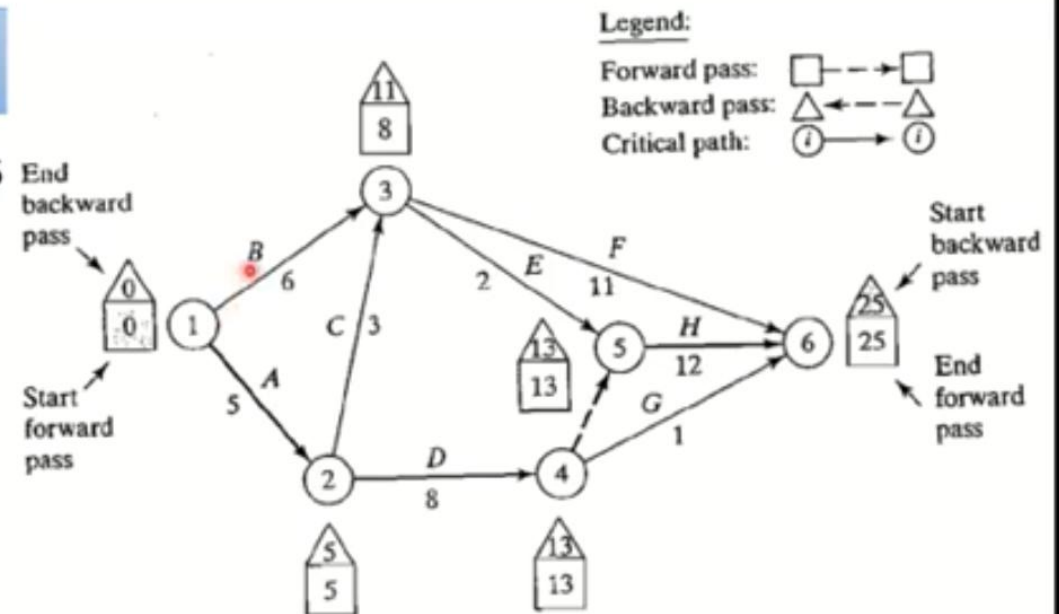 Legend:
Forward pass:
Backward pass:
Critical path:
i
i
11
8
End
backward
pass
3
Start
backward
pass
B
6
F
11
E
2
0
0
1
C 3
25
25
13
13
5
H
12
6
A
5
G
1
End
forward
pass
Start
forward
pass
2
D
8
4
5
5
13
13